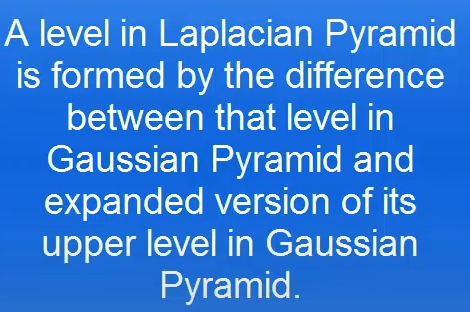 A level in Laplacian Pyramid
is formed by the difference
between that level in
Gaussian Pyramid and
expanded version of its
upper level in Gaussian
Pyramid.